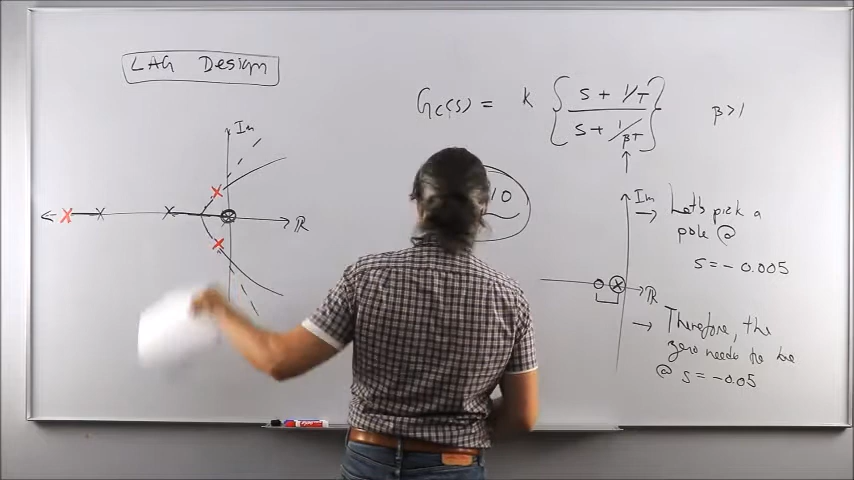 LAG Design
Gc(s) = K { s + 1/T / s + 1/βT } β>1
Im
ℝ
10
Im
ℝ
→ Let's pick a
pole @
s = - 0.005
→ Therefore, the
zero needs to be
@ s = -0.05